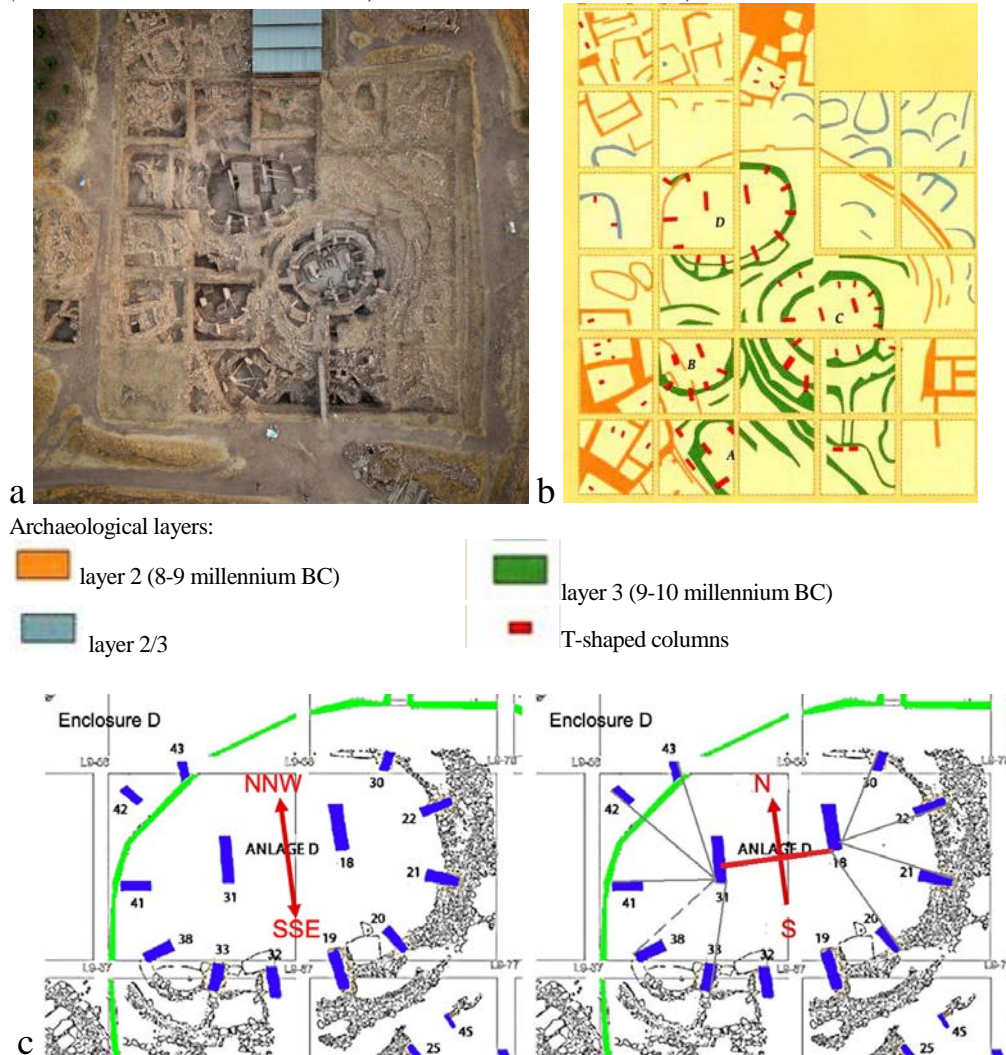 a
b
D
C
B
A
Archaeological layers:
layer 2 (8-9 millennium BC)
layer 3 (9-10 millennium BC)
layer 2/3
T-shaped columns
Enclosure D
43
30
42
NNW
22
ANLAGE D
18
21
41
31
SSE
20
38
33
32
19
45
25
Enclosure D
43
30
42
N
22
ANLAGE D
18
21
41
31
S
20
38
33
32
19
45
25
c